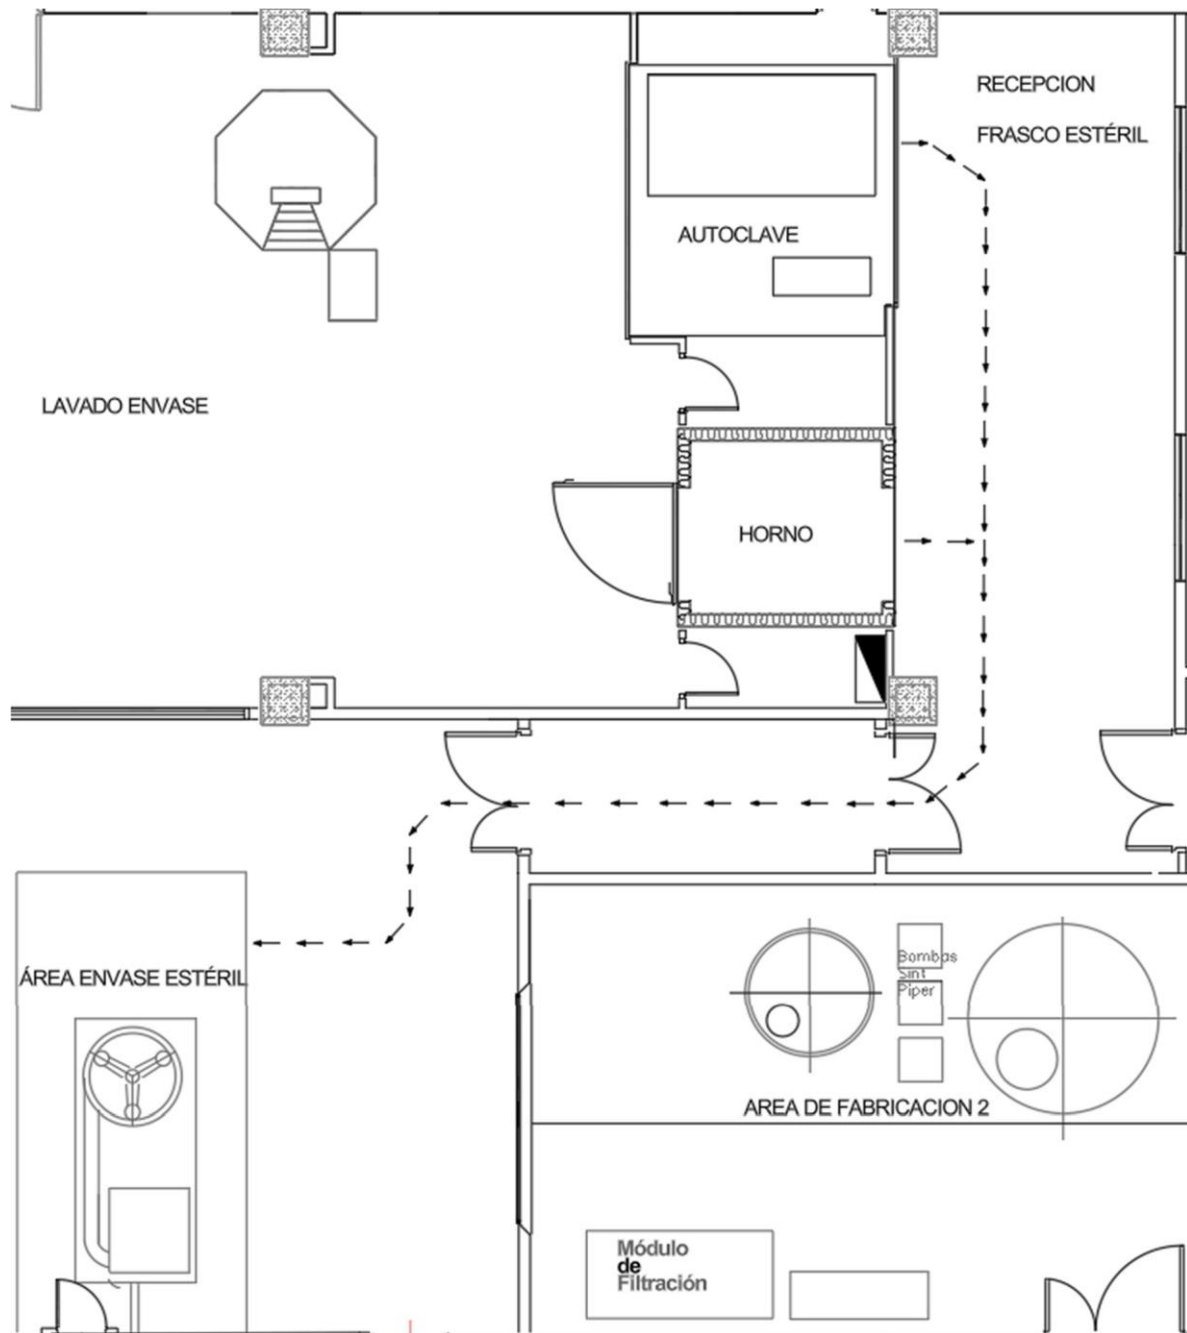 RECEPCION
FRASCO ESTÉRIL
AUTOCLAVE
LAVADO ENVASE
HORNO
ÁREA ENVASE ESTÉRIL
Bombas
Sint
Piper
AREA DE FABRICACION 2
Módulo
de
Filtración